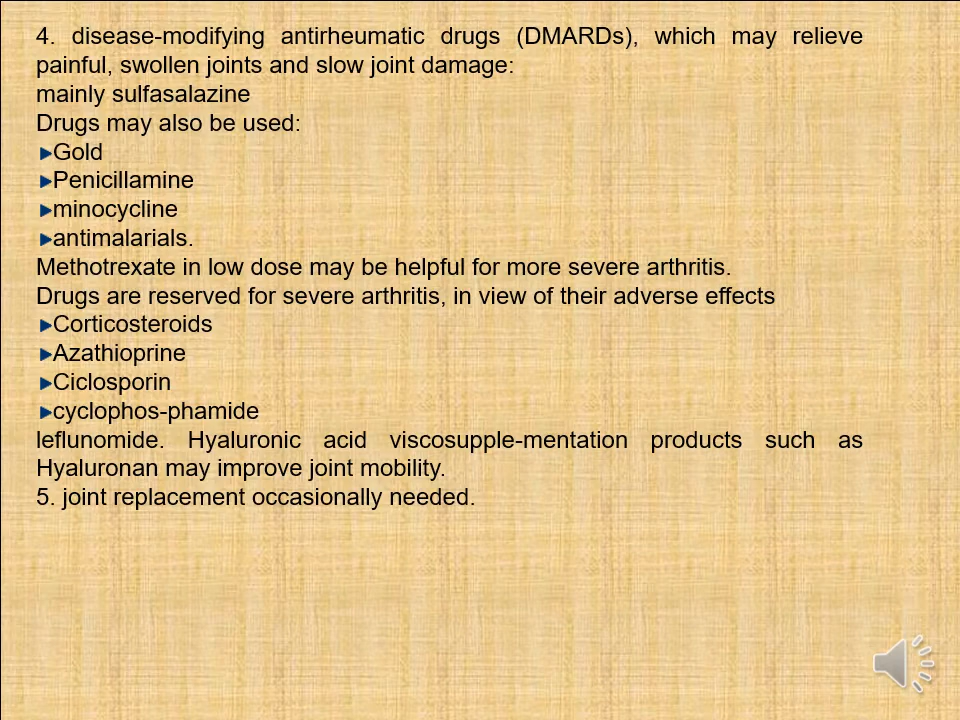 4. disease-modifying antirheumatic drugs (DMARDs), which may relieve
painful, swollen joints and slow joint damage:
mainly sulfasalazine
Drugs may also be used:
Gold
Penicillamine
minocycline
antimalarials.
Methotrexate in low dose may be helpful for more severe arthritis.
Drugs are reserved for severe arthritis, in view of their adverse effects
Corticosteroids
Azathioprine
Ciclosporin
cyclophos-phamide
leflunomide. Hyaluronic acid viscosupple-mentation products such as
Hyaluronan may improve joint mobility.
5. joint replacement occasionally needed.